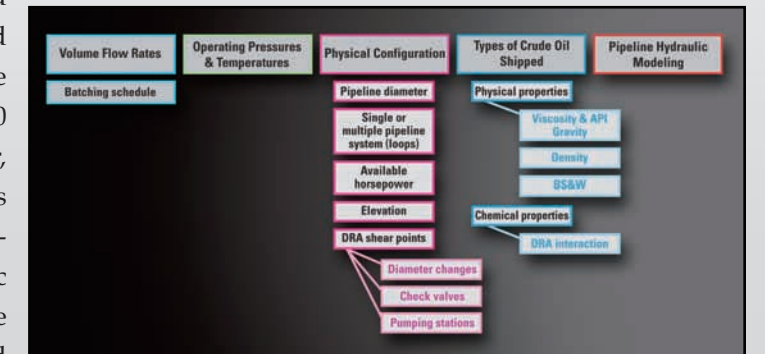 Volume Flow Rates
Batching schedule
Operating Pressures
& Temperatures
Physical Configuration
Pipeline diameter
Single or
multiple pipeline
system (loops)
Available
horsepower
Elevation
DRA shear points
Diameter changes
Check valves
Pumping stations
Types of Crude Oil
Shipped
Physical properties
Viscosity & API
Gravity
Density
BS&W
Chemical properties
DRA interaction
Pipeline Hydraulic
Modeling